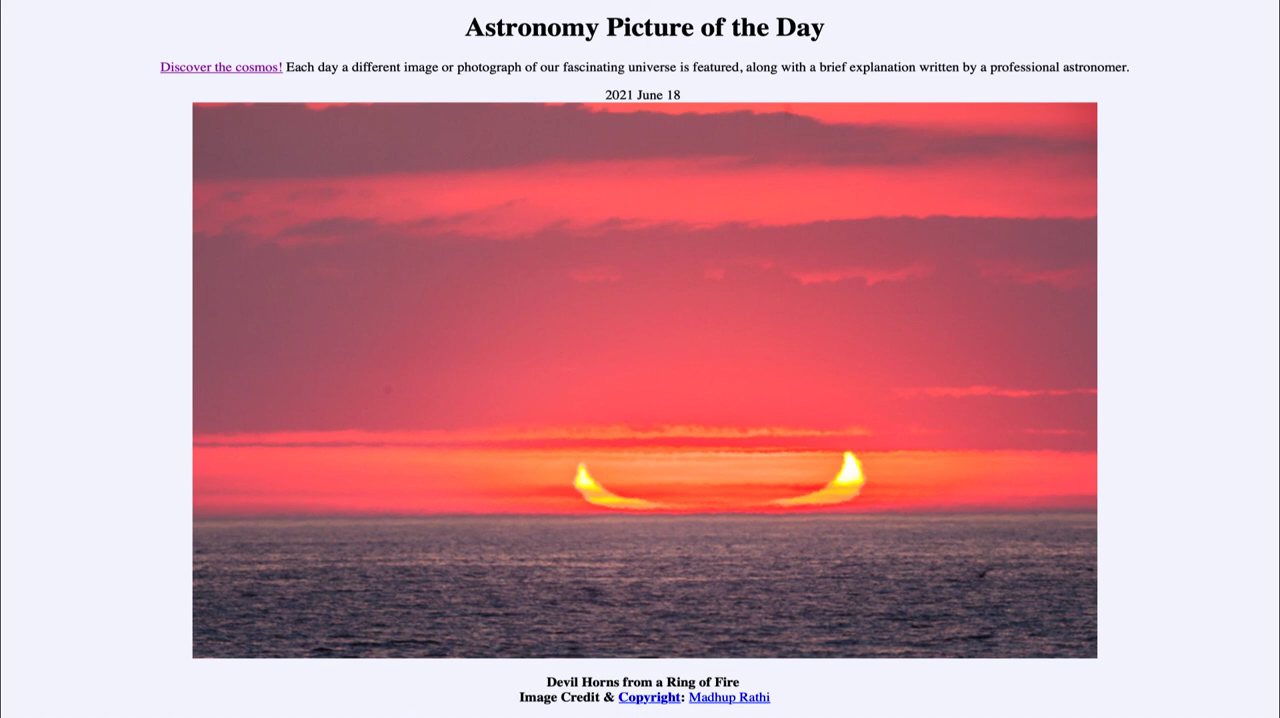 Astronomy Picture of the Day
Discover the cosmos! Each day a different image or photograph of our fascinating universe is featured, along with a brief explanation written by a professional astronomer.
2021 June 18
Devil Horns from a Ring of Fire
Image Credit & Copyright: Madhup Rathi